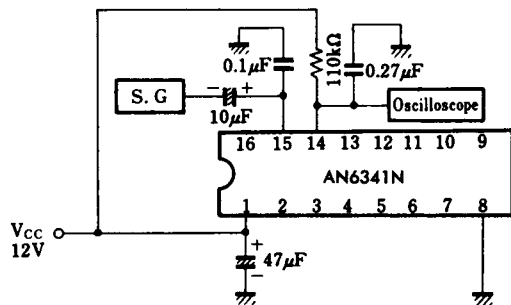 0.1μF
110kΩ
0.27μF
S. G
− +
10μF
Oscilloscope
16 15 14 13 12 11 10 9
AN6341N
1 2 3 4 5 6 7 8
VCC
12V
+
47μF
−